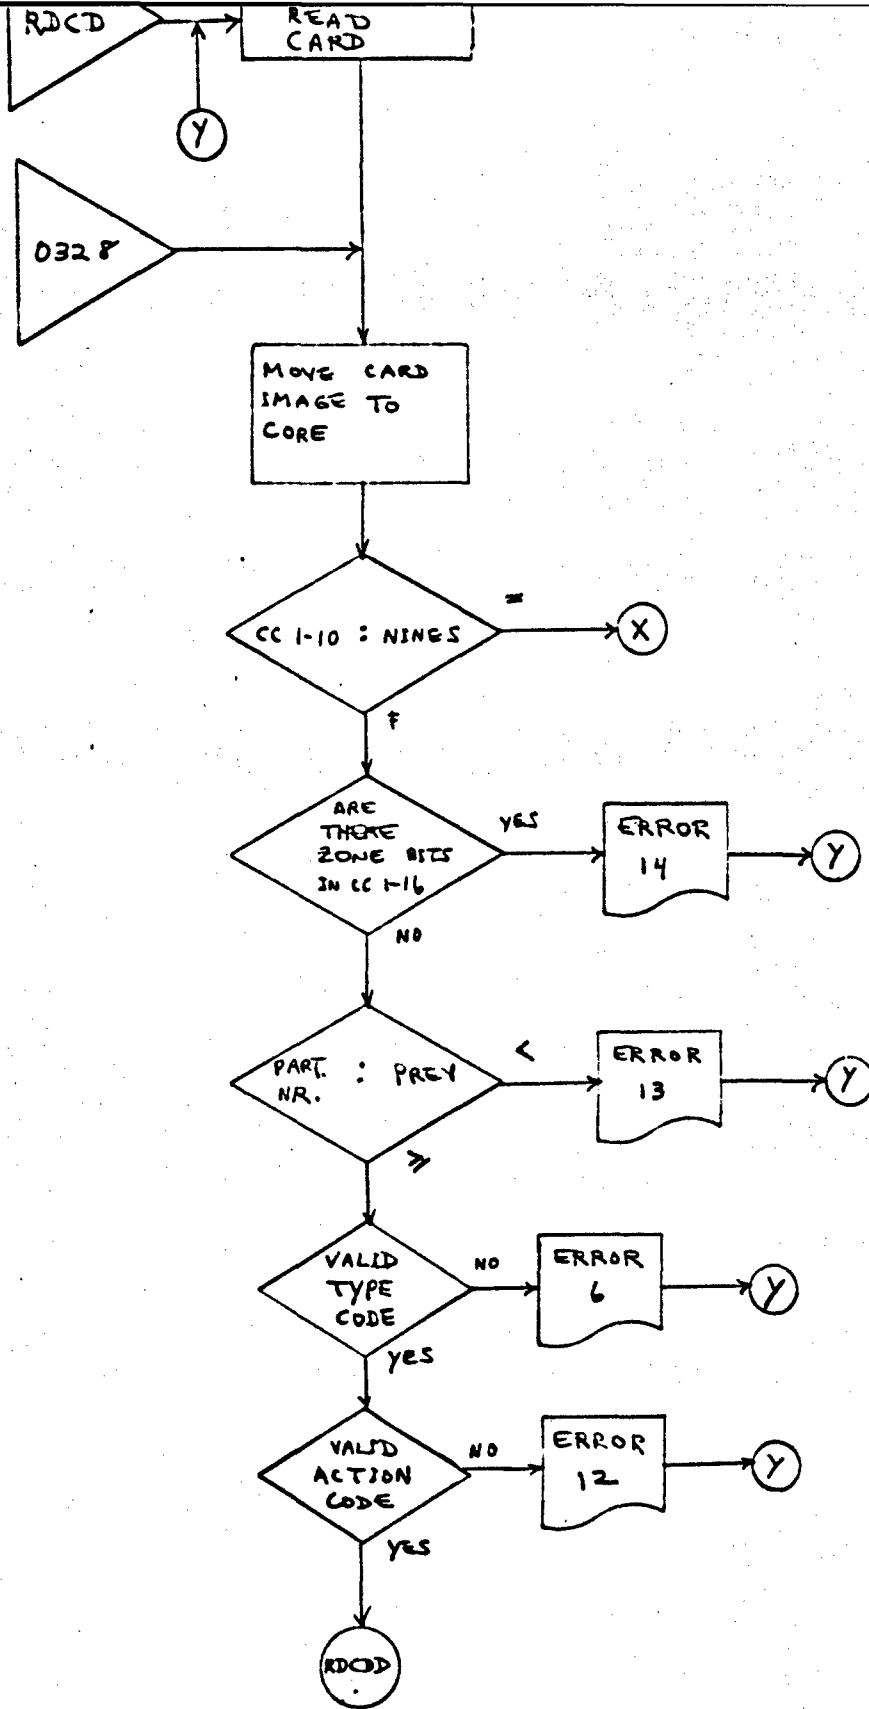 RDCD
READ
CARD
Y
0328
MOVE CARD
IMAGE TO
CORE
CC 1-10 : NINES
=
X
≠
ARE
THERE
ZONE BITS
IN CC 1-16
YES
ERROR
14
Y
NO
PART.
NR.
: PREV
<
ERROR
13
Y
≥
VALID
TYPE
CODE
NO
ERROR
6
Y
YES
VALID
ACTION
CODE
NO
ERROR
12
Y
YES